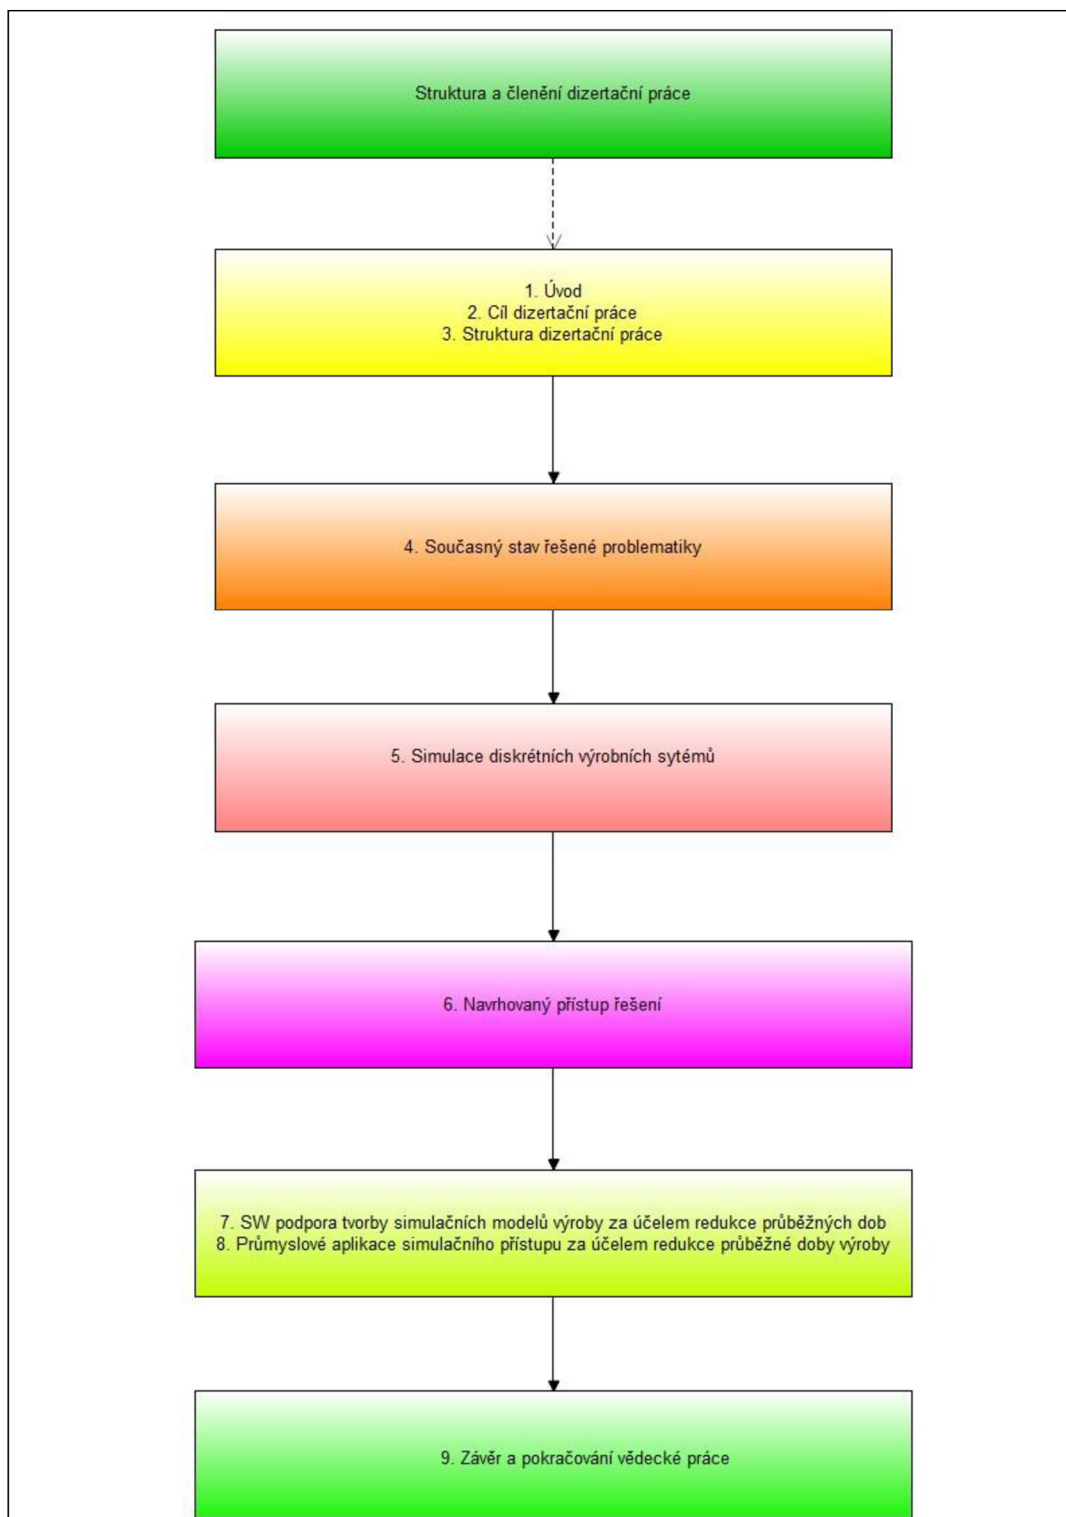 Struktura a členění dizertační práce
1. Úvod
2. Cíl dizertační práce
3. Struktura dizertační práce
4. Současný stav řešené problematiky
5. Simulace diskrétních výrobních sytémů
6. Navrhovaný přístup řešení
7. SW podpora tvorby simulačních modelů výroby za účelem redukce průběžných dob
8. Průmyslové aplikace simulačního přístupu za účelem redukce průběžné doby výroby
9. Závěr a pokračování vědecké práce